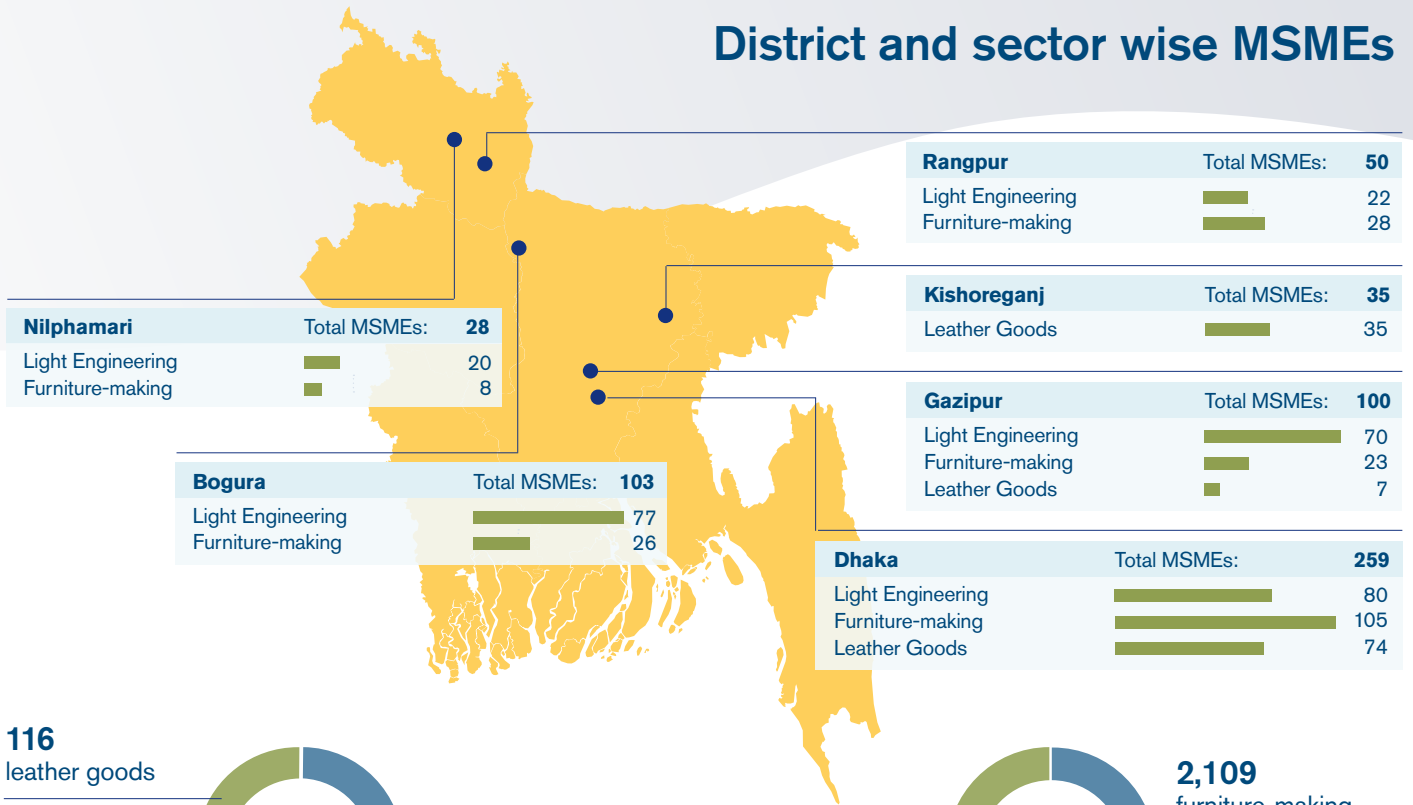 District and sector wise MSMEs
Rangpur Total MSMEs: 50
Light Engineering 22
Furniture-making 28
Kishoreganj Total MSMEs: 35
Leather Goods 35
Nilphamari Total MSMEs: 28
Light Engineering 20
Furniture-making 8
Gazipur Total MSMEs: 100
Light Engineering 70
Furniture-making 23
Leather Goods 7
Bogura Total MSMEs: 103
Light Engineering 77
Furniture-making 26
Dhaka Total MSMEs: 259
Light Engineering 80
Furniture-making 105
Leather Goods 74
116
leather goods
2,109
furniture-making